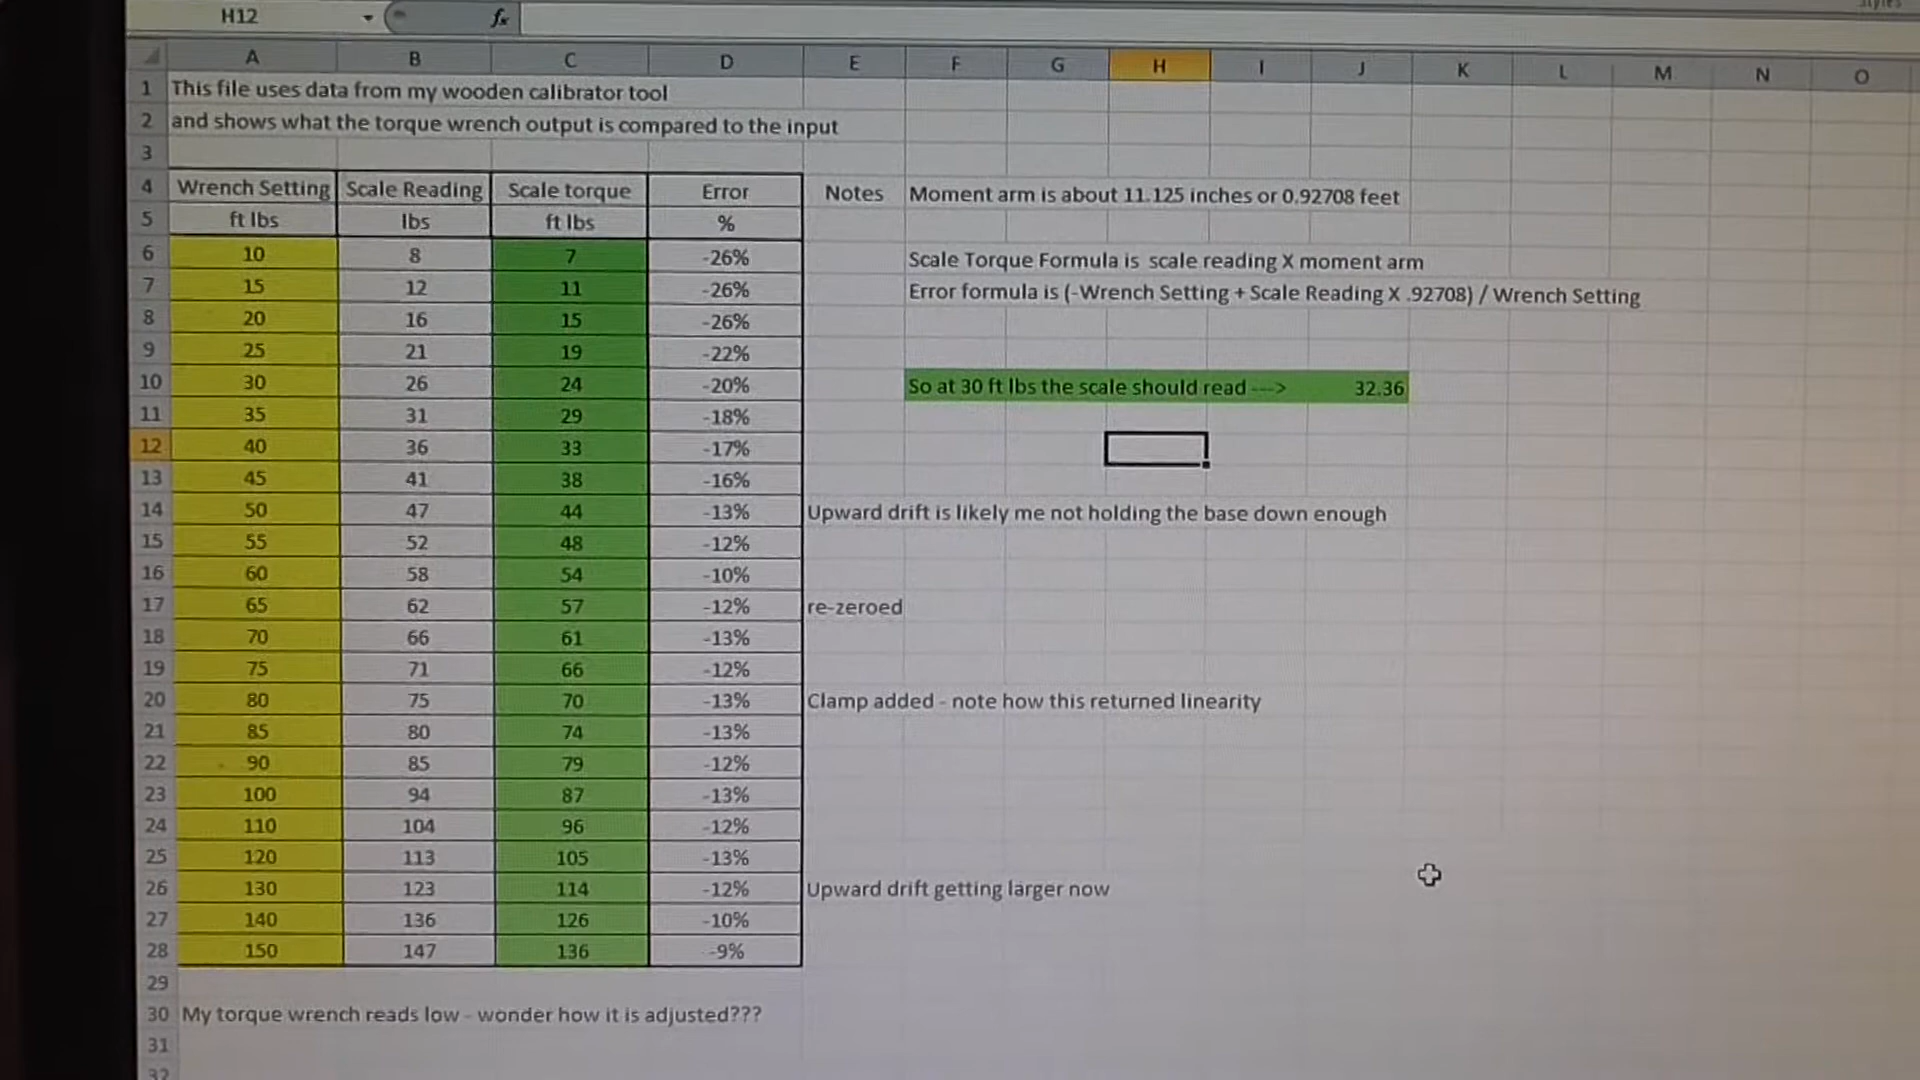 Styles
H12 fx
A B C D E F G H I J K L M N O
1 This file uses data from my wooden calibrator tool
2 and shows what the torque wrench output is compared to the input
3
4 Wrench Setting Scale Reading Scale torque Error Notes Moment arm is about 11.125 inches or 0.92708 feet
5 ft lbs lbs ft lbs %
6 10 8 7 -26% Scale Torque Formula is scale reading X moment arm
7 15 12 11 -26% Error formula is (-Wrench Setting + Scale Reading X .92708) / Wrench Setting
8 20 16 15 -26%
9 25 21 19 -22%
10 30 26 24 -20% So at 30 ft lbs the scale should read ---> 32.36
11 35 31 29 -18%
12 40 36 33 -17%
13 45 41 38 -16%
14 50 47 44 -13% Upward drift is likely me not holding the base down enough
15 55 52 48 -12%
16 60 58 54 -10%
17 65 62 57 -12% re-zeroed
18 70 66 61 -13%
19 75 71 66 -12%
20 80 75 70 -13% Clamp added - note how this returned linearity
21 85 80 74 -13%
22 90 85 79 -12%
23 100 94 87 -13%
24 110 104 96 -12%
25 120 113 105 -13%
26 130 123 114 -12% Upward drift getting larger now
27 140 136 126 -10%
28 150 147 136 -9%
29
30 My torque wrench reads low - wonder how it is adjusted???
31
32